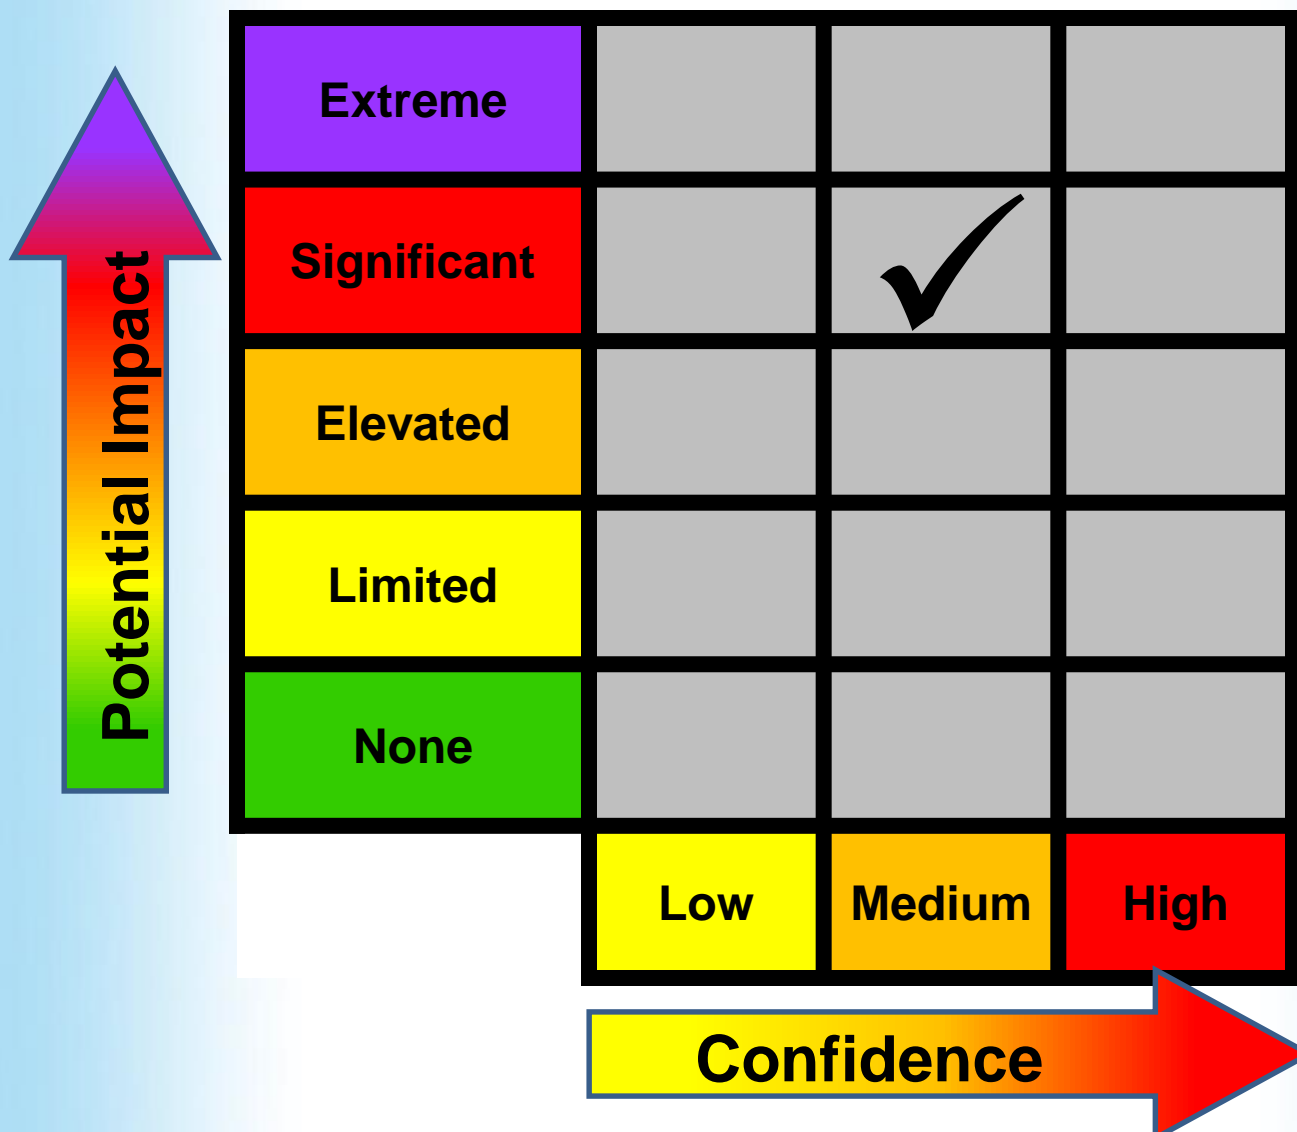 Potential Impact
Extreme
Significant
Elevated
Limited
None
Low Medium High
Confidence